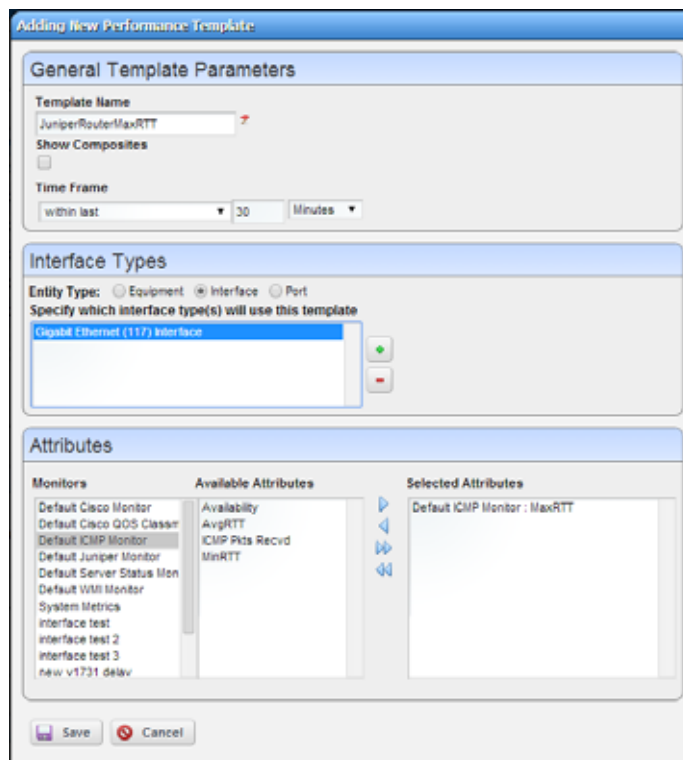 Adding New Performance Template
General Template Parameters
Template Name
JuniperRouterMaxRTT
Show Composites
Time Frame
within last 30 Minutes
Interface Types
Entity Type: Equipment Interface Port
Specify which interface type(s) will use this template
Gigabit Ethernet (117) Interface
Attributes
Monitors Available Attributes Selected Attributes
Default Cisco Monitor Availability Default ICMP Monitor : MaxRTT
Default Cisco QOS Classm AvgRTT
Default ICMP Monitor ICMP Pkts Recvd
Default Juniper Monitor MinRTT
Default Server Status Mon
Default WMI Monitor
System Metrics
interface test
interface test 2
interface test 3
new y1731 delay
Save Cancel